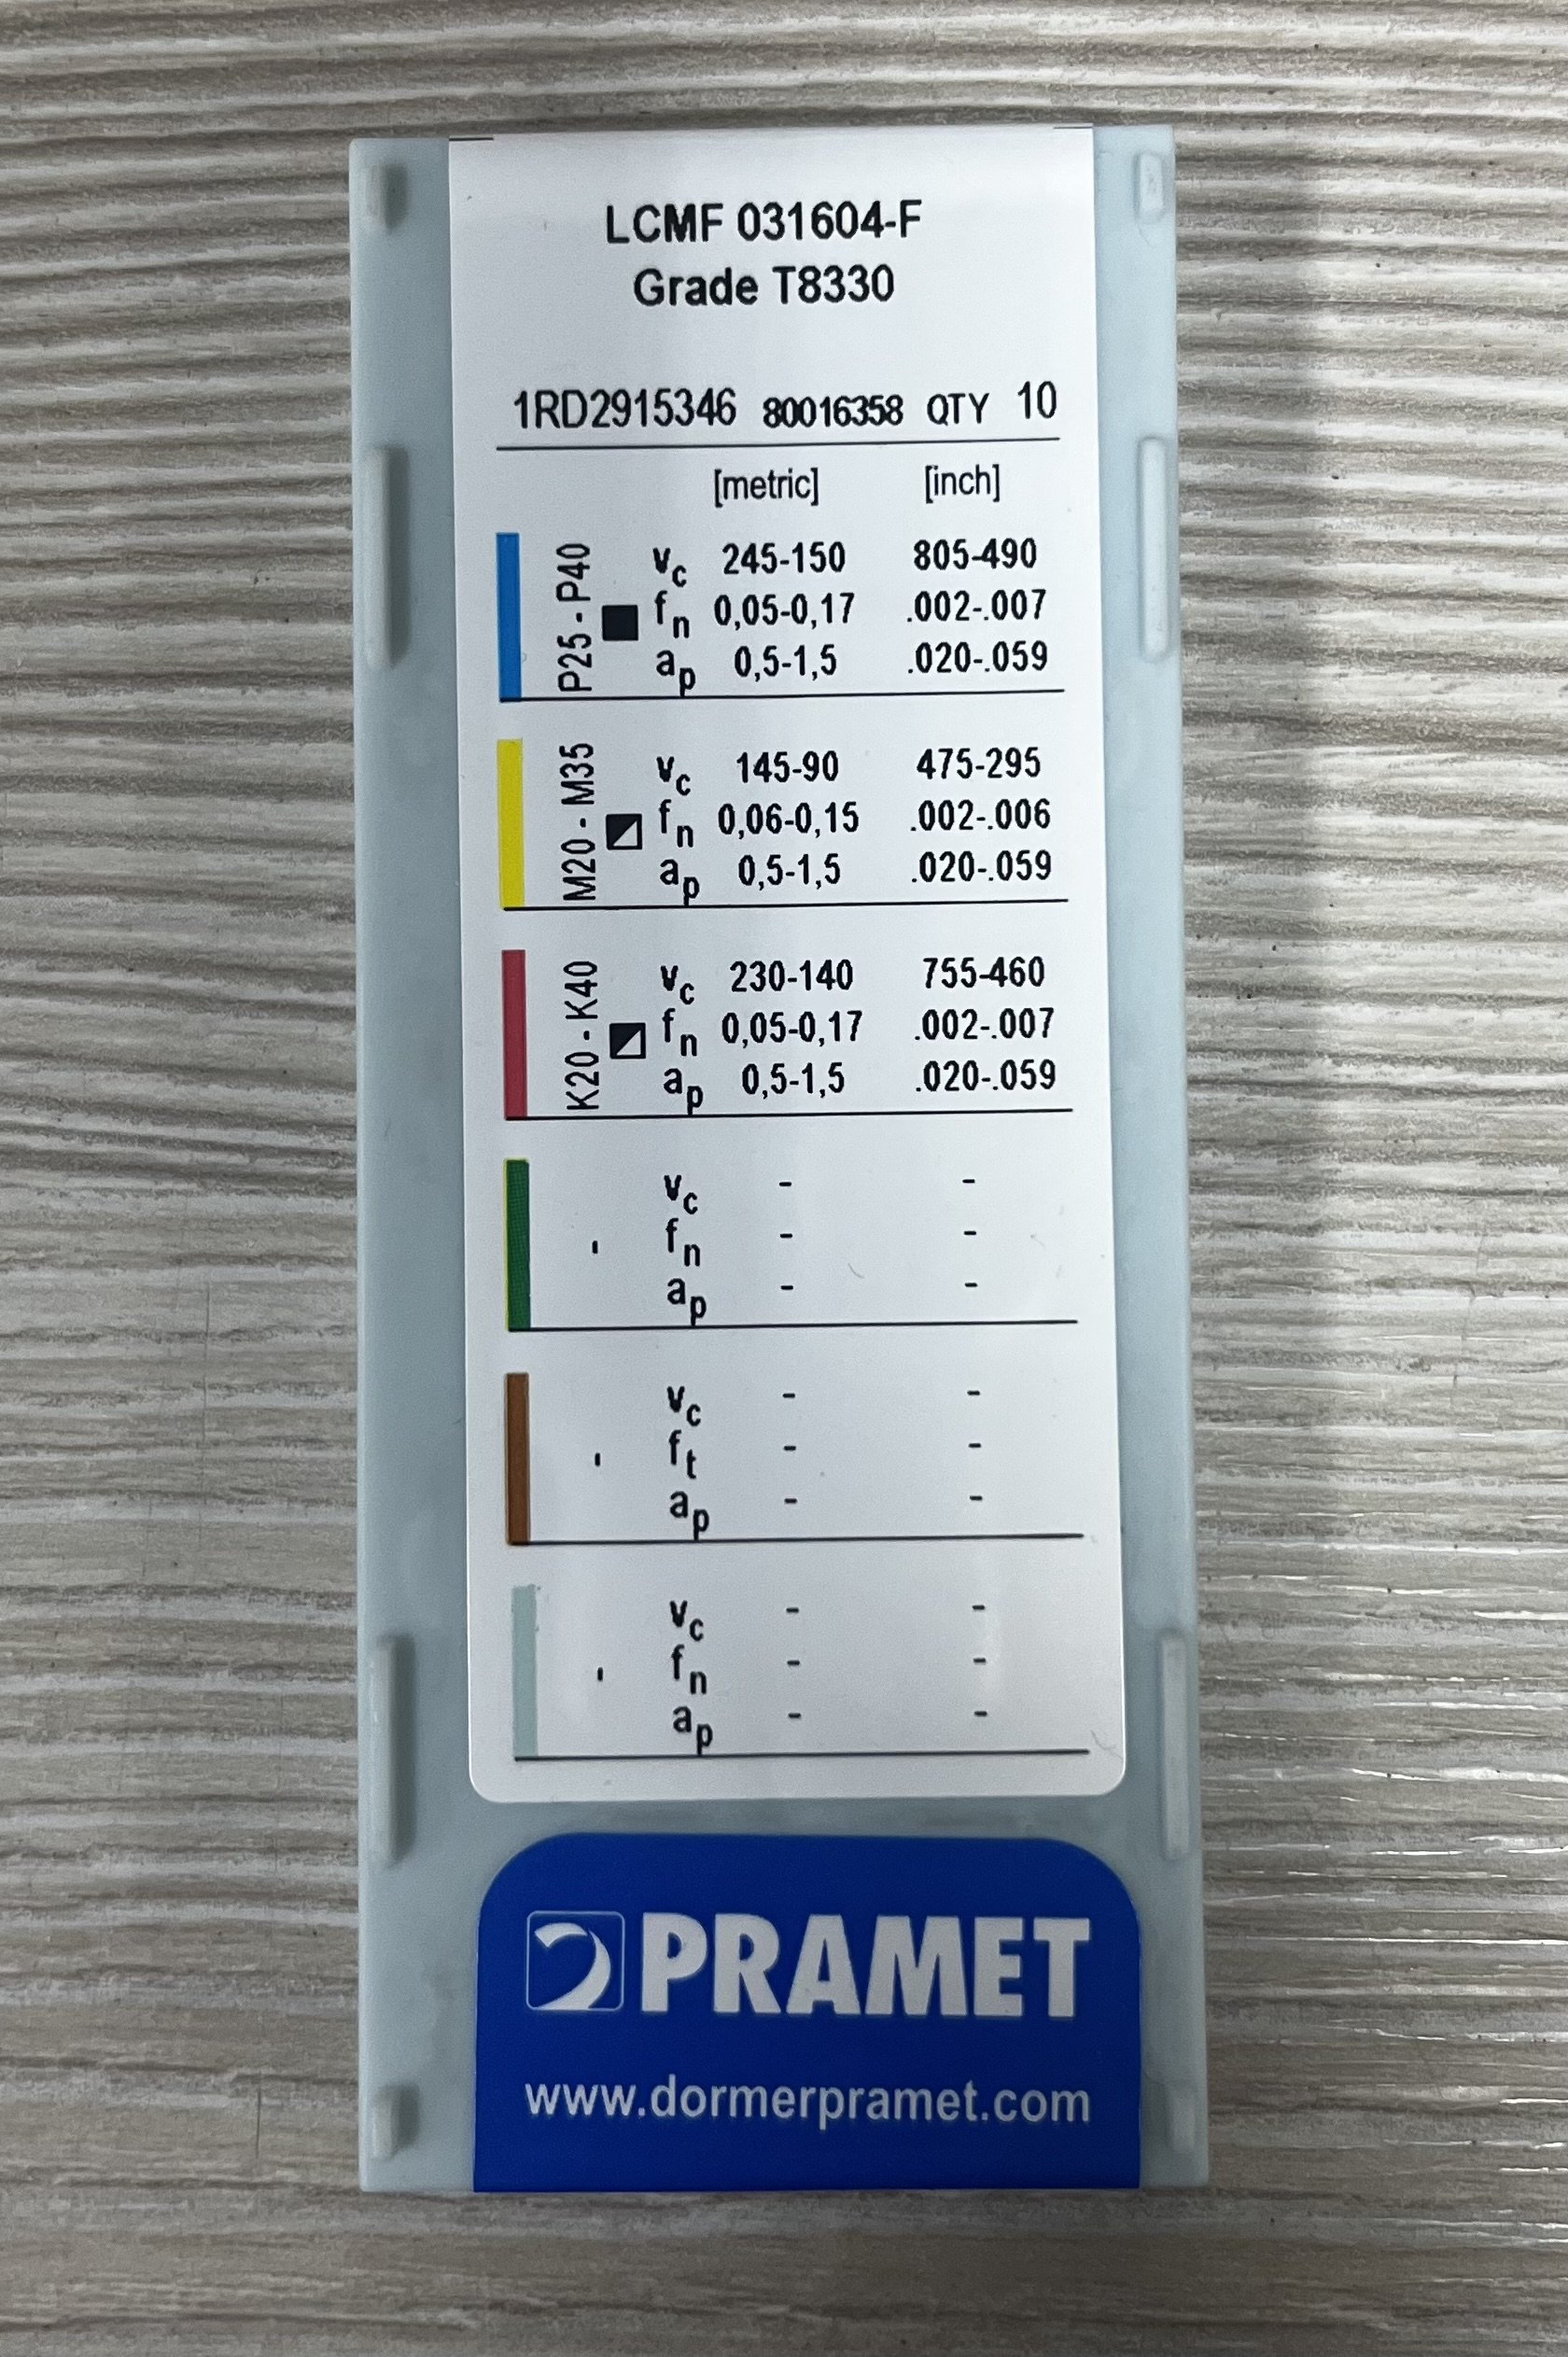 LCMF 031604-F
Grade T8330
1RD2915346 80016358 QTY 10
[metric] [inch]
P25 - P40
vc 245-150 805-490
fn 0,05-0,17 .002-.007
ap 0,5-1,5 .020-.059
M20 - M35
vc 145-90 475-295
fn 0,06-0,15 .002-.006
ap 0,5-1,5 .020-.059
K20 - K40
vc 230-140 755-460
fn 0,05-0,17 .002-.007
ap 0,5-1,5 .020-.059
-
vc - -
fn - -
ap - -
-
vc - -
ft - -
ap - -
-
vc - -
fn - -
ap - -
PRAMET
www.dormerpramet.com